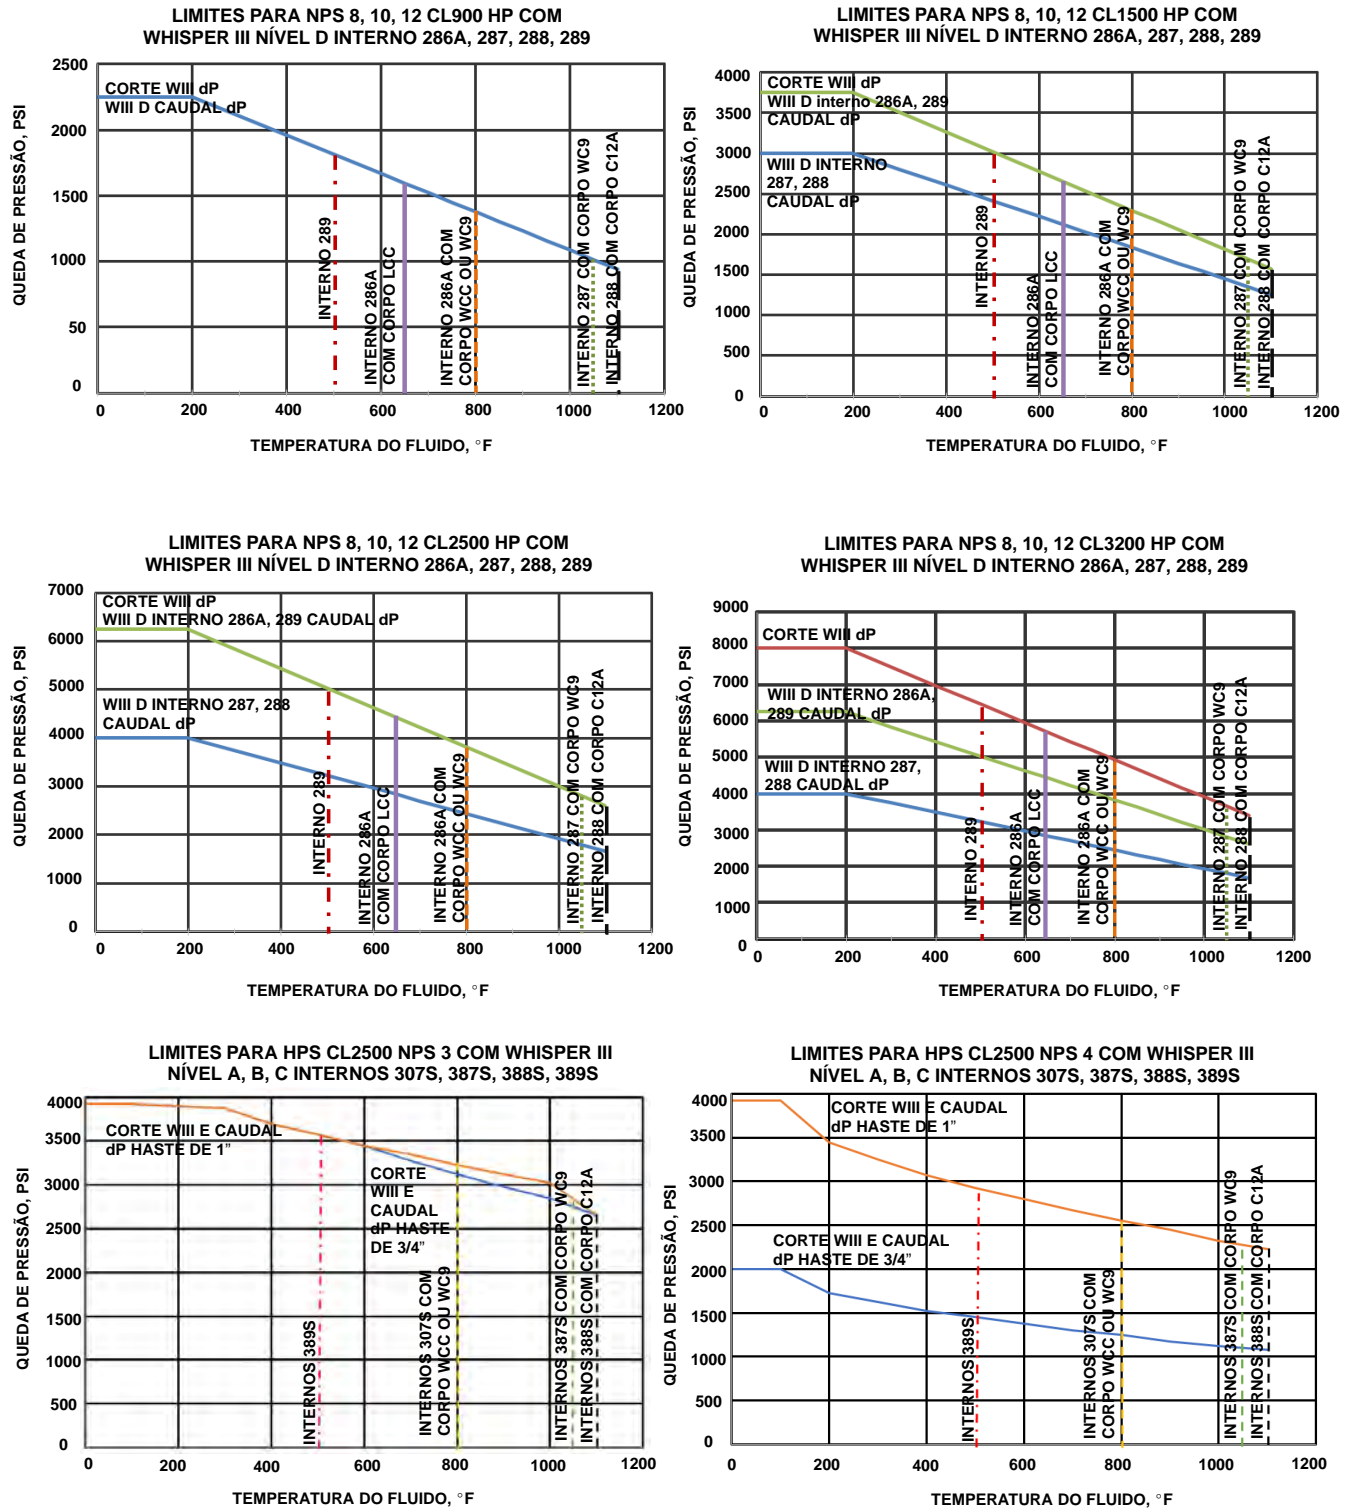 LIMITES PARA NPS 8, 10, 12 CL900 HP COM
WHISPER III NÍVEL D INTERNO 286A, 287, 288, 289
QUEDA DE PRESSÃO, PSI
2500
2000
1500
1000
50
0
CORTE WIII dP
WIII D CAUDAL dP
INTERNO 289
INTERNO 286A
COM CORPO LCC
INTERNO 286A COM
CORPO WCC OU WC9
INTERNO 287 COM CORPO WC9
INTERNO 288 COM CORPO C12A
0 200 400 600 800 1000 1200
TEMPERATURA DO FLUIDO, °F
LIMITES PARA NPS 8, 10, 12 CL1500 HP COM
WHISPER III NÍVEL D INTERNO 286A, 287, 288, 289
QUEDA DE PRESSÃO, PSI
4000
3500
3000
2500
2000
1500
1000
500
0
CORTE WIII dP
WIII D interno 286A, 289
CAUDAL dP
WIII D INTERNO
287, 288
CAUDAL dP
INTERNO 289
INTERNO 286A
COM CORPO LCC
INTERNO 286A COM
CORPO WCC OU WC9
INTERNO 287 COM CORPO WC9
INTERNO 288 COM CORPO C12A
0 200 400 600 800 1000 1200
TEMPERATURA DO FLUIDO, °F
LIMITES PARA NPS 8, 10, 12 CL2500 HP COM
WHISPER III NÍVEL D INTERNO 286A, 287, 288, 289
QUEDA DE PRESSÃO, PSI
7000
6000
5000
4000
3000
2000
1000
0
CORTE WIII dP
WIII D INTERNO 286A, 289 CAUDAL dP
WIII D INTERNO 287, 288
CAUDAL dP
INTERNO 289
INTERNO 286A
COM CORPO LCC
INTERNO 286A COM
CORPO WCC OU WC9
INTERNO 287 COM CORPO WC9
INTERNO 288 COM CORPO C12A
0 200 400 600 800 1000 1200
TEMPERATURA DO FLUIDO, °F
LIMITES PARA NPS 8, 10, 12 CL3200 HP COM
WHISPER III NÍVEL D INTERNO 286A, 287, 288, 289
QUEDA DE PRESSÃO, PSI
9000
8000
7000
6000
5000
4000
3000
2000
1000
0
CORTE WIII dP
WIII D INTERNO 286A,
289 CAUDAL dP
WIII D INTERNO 287,
288 CAUDAL dP
INTERNO 289
INTERNO 286A
COM CORPO LCC
INTERNO 286A COM
CORPO WCC OU WC9
INTERNO 287 COM CORPO WC9
INTERNO 288 COM CORPO C12A
0 200 400 600 800 1000 1200
TEMPERATURA DO FLUIDO, °F
LIMITES PARA HPS CL2500 NPS 3 COM WHISPER III
NÍVEL A, B, C INTERNOS 307S, 387S, 388S, 389S
QUEDA DE PRESSÃO, PSI
4000
3500
3000
2500
2000
1500
1000
500
0
CORTE WIII E CAUDAL
dP HASTE DE 1”
CORTE
WIII E
CAUDAL
dP HASTE
DE 3/4”
INTERNOS 389S
INTERNOS 307S COM
CORPO WCC OU WC9
INTERNOS 387S COM CORPO WC9
INTERNOS 388S COM CORPO C12A
0 200 400 600 800 1000 1200
TEMPERATURA DO FLUIDO, °F
LIMITES PARA HPS CL2500 NPS 4 COM WHISPER III
NÍVEL A, B, C INTERNOS 307S, 387S, 388S, 389S
QUEDA DE PRESSÃO, PSI
4000
3500
3000
2500
2000
1500
1000
500
0
CORTE WIII E CAUDAL
dP HASTE DE 1”
CORTE WIII E CAUDAL
dP HASTE DE 3/4”
INTERNOS 389S
INTERNOS 307S COM
CORPO WCC OU WC9
INTERNOS 387S COM CORPO WC9
INTERNOS 388S COM CORPO C12A
0 200 400 600 800 1000 1200
TEMPERATURA DO FLUIDO, °F